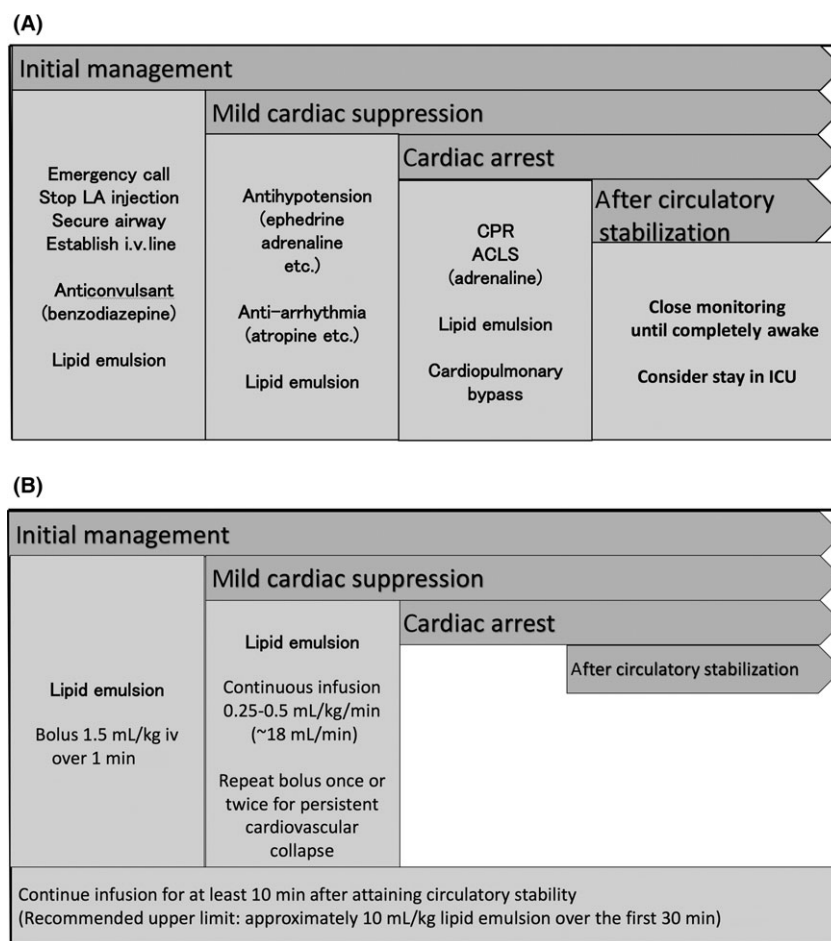 (A)
Initial management
Mild cardiac suppression
Cardiac arrest
After circulatory
stabilization
Emergency call
Stop LA injection
Secure airway
Establish i.v.line
Anticonvulsant
(benzodiazepine)
Lipid emulsion
Antihypotension
(ephedrine
adrenaline
etc.)
Anti-arrhythmia
(atropine etc.)
Lipid emulsion
CPR
ACLS
(adrenaline)
Lipid emulsion
Cardiopulmonary
bypass
Close monitoring
until completely awake
Consider stay in ICU
(B)
Initial management
Mild cardiac suppression
Cardiac arrest
After circulatory stabilization
Lipid emulsion
Bolus 1.5 mL/kg iv
over 1 min
Lipid emulsion
Continuous infusion
0.25-0.5 mL/kg/min
(~18 mL/min)
Repeat bolus once or
twice for persistent
cardiovascular
collapse
Continue infusion for at least 10 min after attaining circulatory stability
(Recommended upper limit: approximately 10 mL/kg lipid emulsion over the first 30 min)